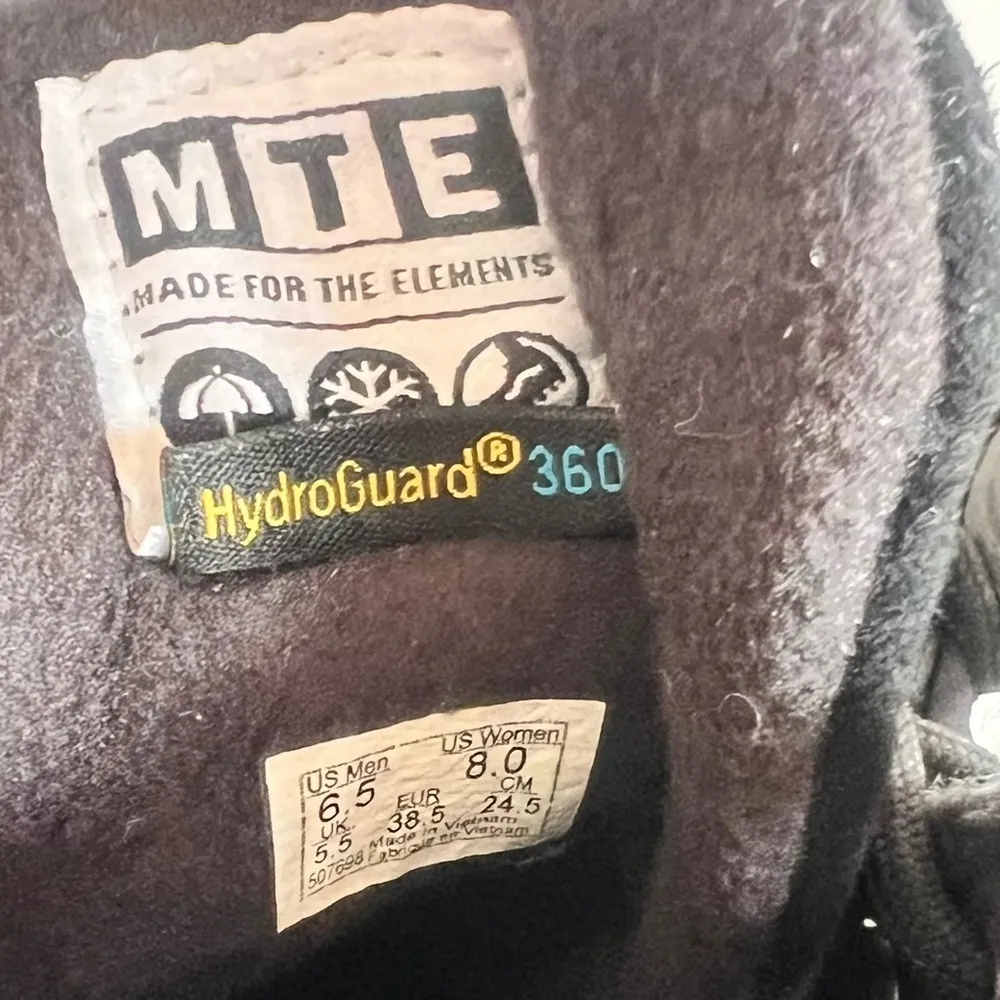 MTE
MADE FOR THE ELEMENTS
HydroGuard® 360
US Men US Women
6.5 8.0
UK EUR CM
5.5 38.5 24.5
Made in Vietnam
507698 Fabriqué en Vietnam